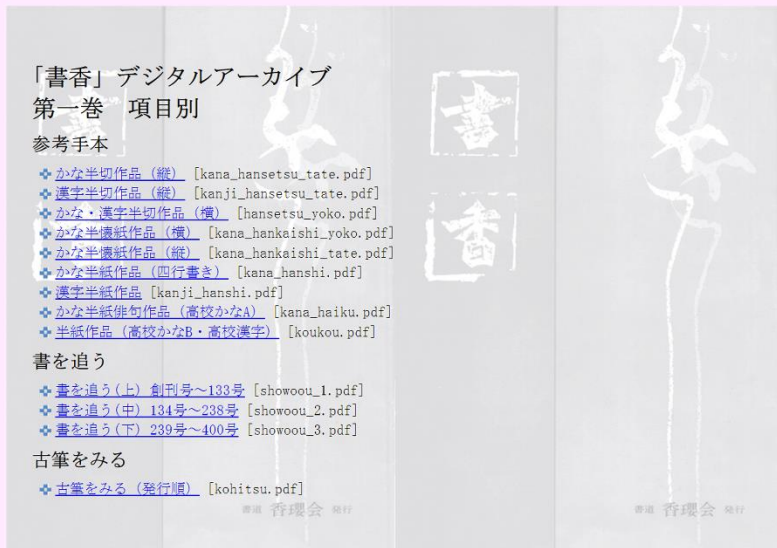 「書香」デジタルアーカイブ
第一巻　項目別
参考手本
かな半切作品（縦） [kana_hansetsu_tate.pdf]
漢字半切作品（縦） [kanji_hansetsu_tate.pdf]
かな・漢字半切作品（横） [hansetsu_yoko.pdf]
かな半懐紙作品（横） [kana_hankaishi_yoko.pdf]
かな半懐紙作品（縦） [kana_hankaishi_tate.pdf]
かな半紙作品（四行書き） [kana_hanshi.pdf]
漢字半紙作品 [kanji_hanshi.pdf]
かな半紙俳句作品（高校かなA） [kana_haiku.pdf]
半紙作品（高校かなB・高校漢字） [koukou.pdf]
書を追う
書を追う(上) 創刊号～133号 [showoou_1.pdf]
書を追う(中) 134号～238号 [showoou_2.pdf]
書を追う(下) 239号～400号 [showoou_3.pdf]
古筆をみる
古筆をみる（発行順） [kohitsu.pdf]
書道 香瓔会 発行
書
香
書道 香瓔会 発行